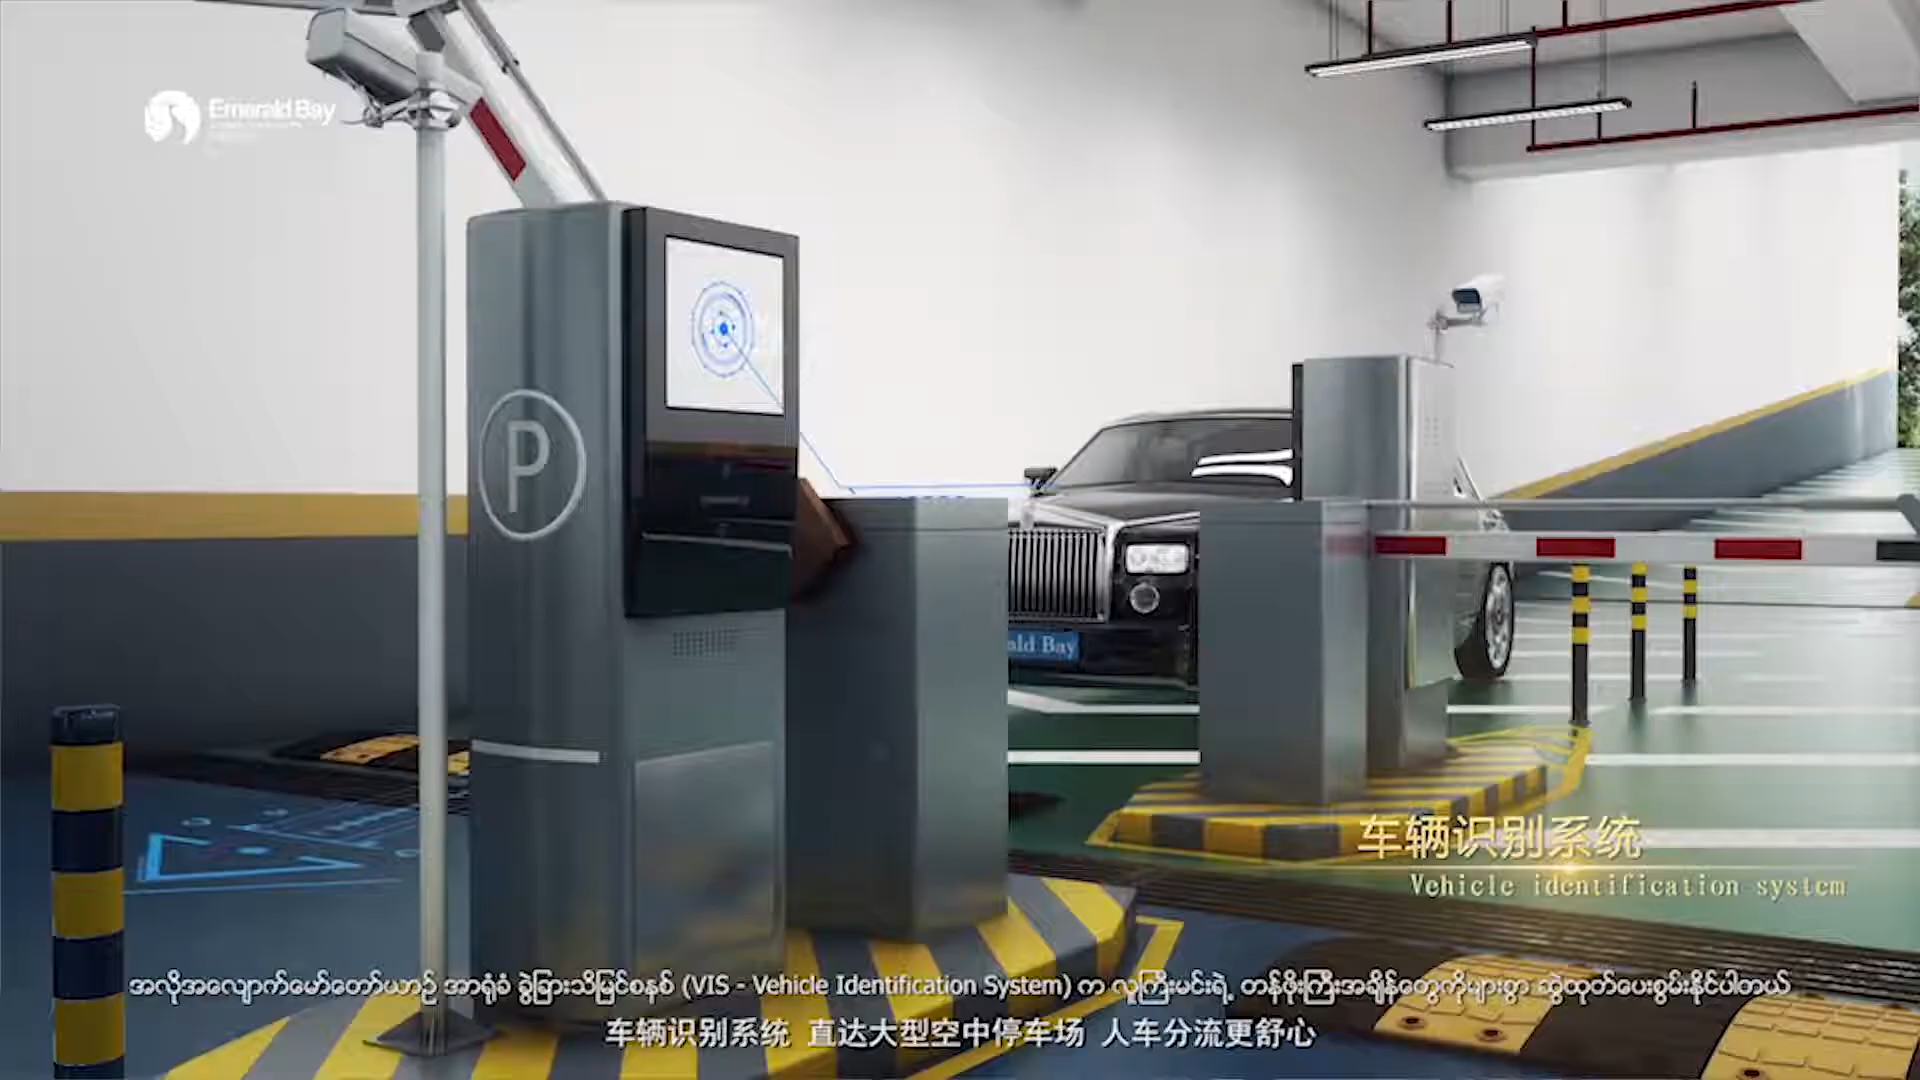 Emerald Bay
P
ald Bay
车辆识别系统
Vehicle identification system
အလိုအလျောက်မော်တော်ယာဉ် အာရုံခံ ခွဲခြားသိမြင်စနစ် (VIS - Vehicle Identification System) က လူကြီးမင်းရဲ့ တန်ဖိုးကြီးအချိန်တွေကိုများစွာ ဆွဲထုတ်ပေးစွမ်းနိုင်ပါတယ်
车辆识别系统 直达大型空中停车场 人车分流更舒心